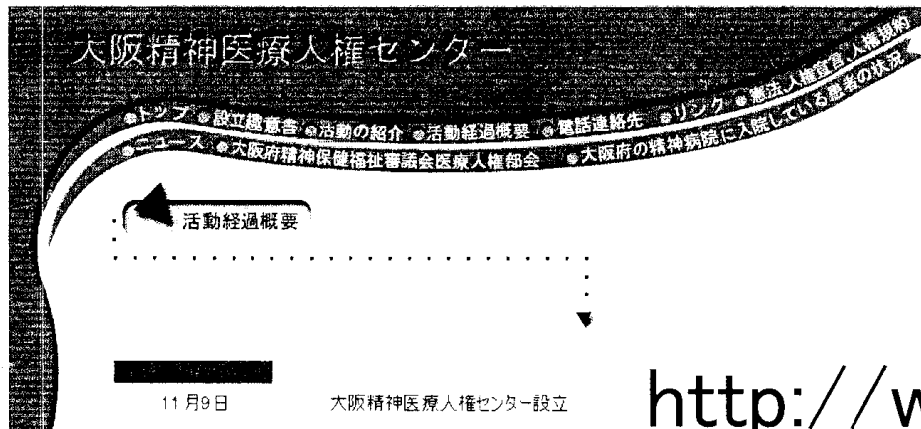 大阪精神医療人権センター
●トップ ●設立趣意書 ●活動の紹介 ●活動経過概要 ●電話連絡先 ●リンク ●憲法、人権宣言、人権規約
●ニュース ●大阪府精神保健福祉審議会医療人権部会 ●大阪府の精神病院に入院している患者の状況
活動経過概要
11月9日 大阪精神医療人権センター設立
http://w